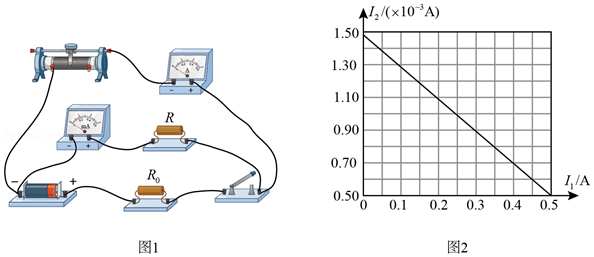 A
- +
mA
- +
R
R₀
−
+
图1
I₂/(×10⁻³A)
1.50
1.30
1.10
0.90
0.70
0.50
0 0.1 0.2 0.3 0.4 0.5
I₁/A
图2